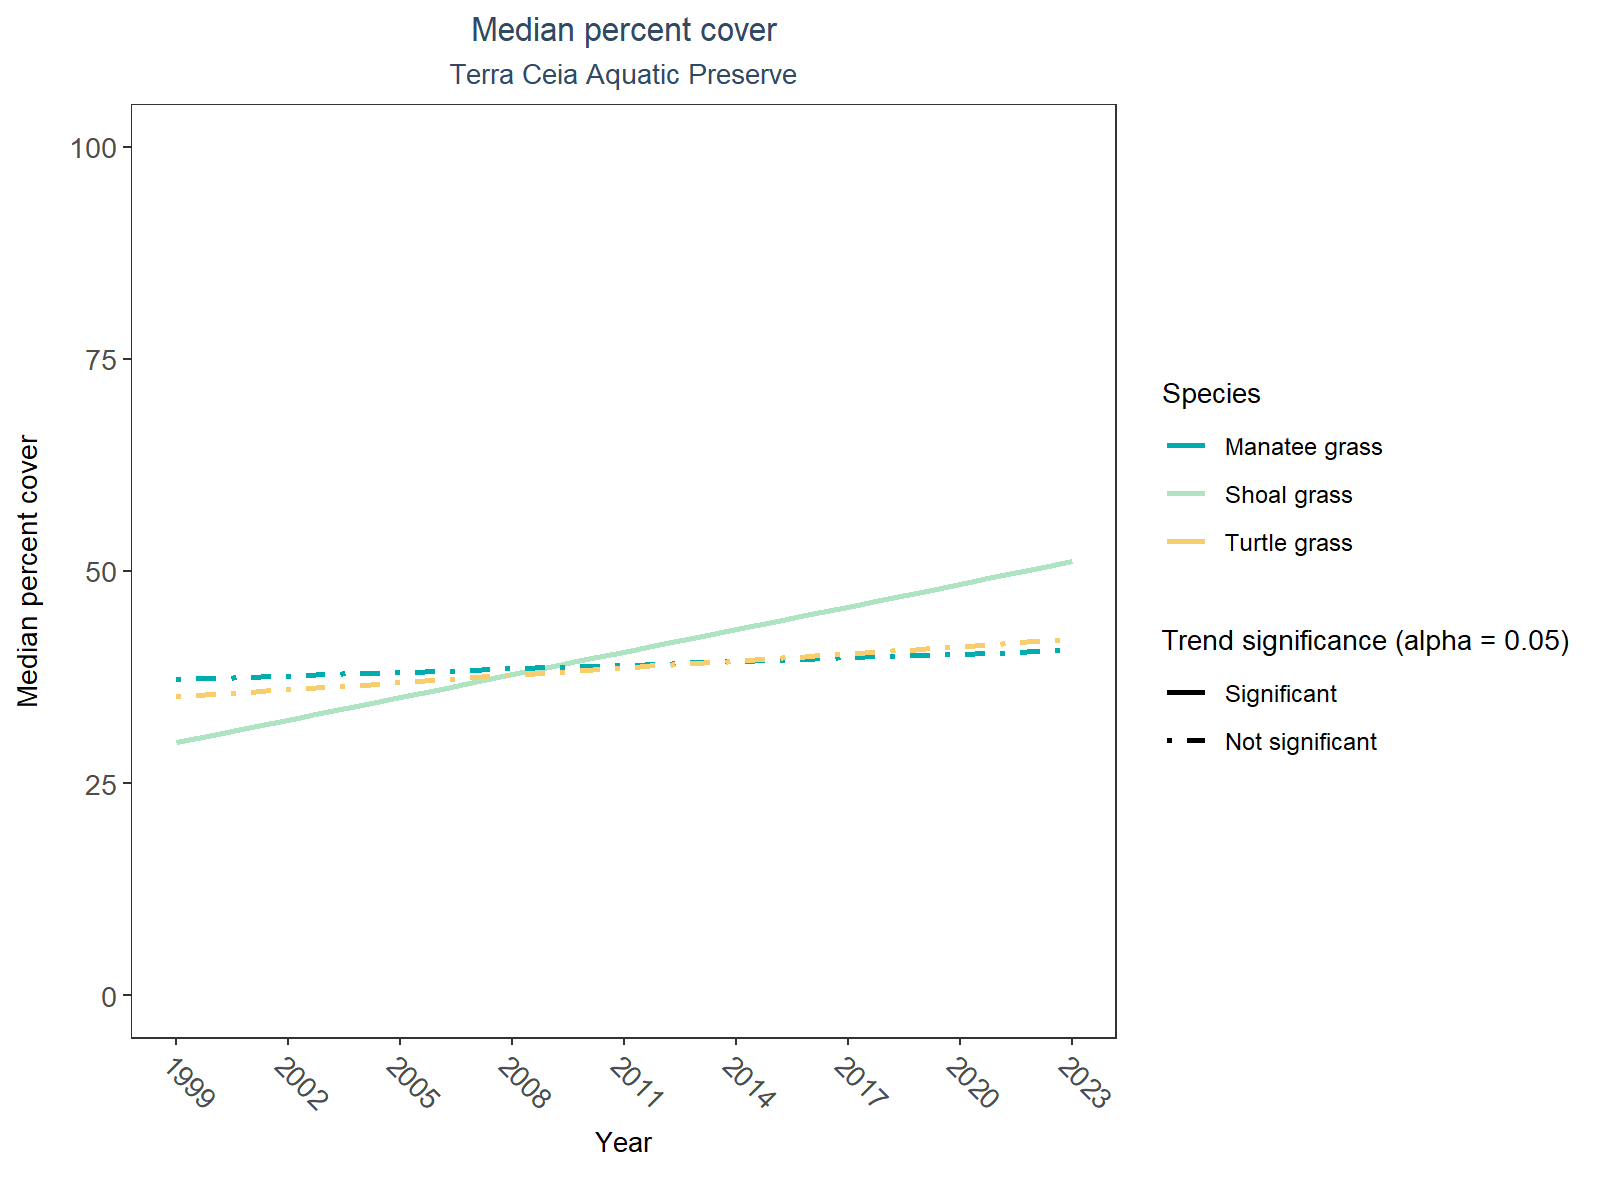 Median percent cover
Terra Ceia Aquatic Preserve
Median percent cover
100
75
50
25
0
1999
2002
2005
2008
2011
2014
2017
2020
2023
Year
Species
Manatee grass
Shoal grass
Turtle grass
Trend significance (alpha = 0.05)
Significant
Not significant